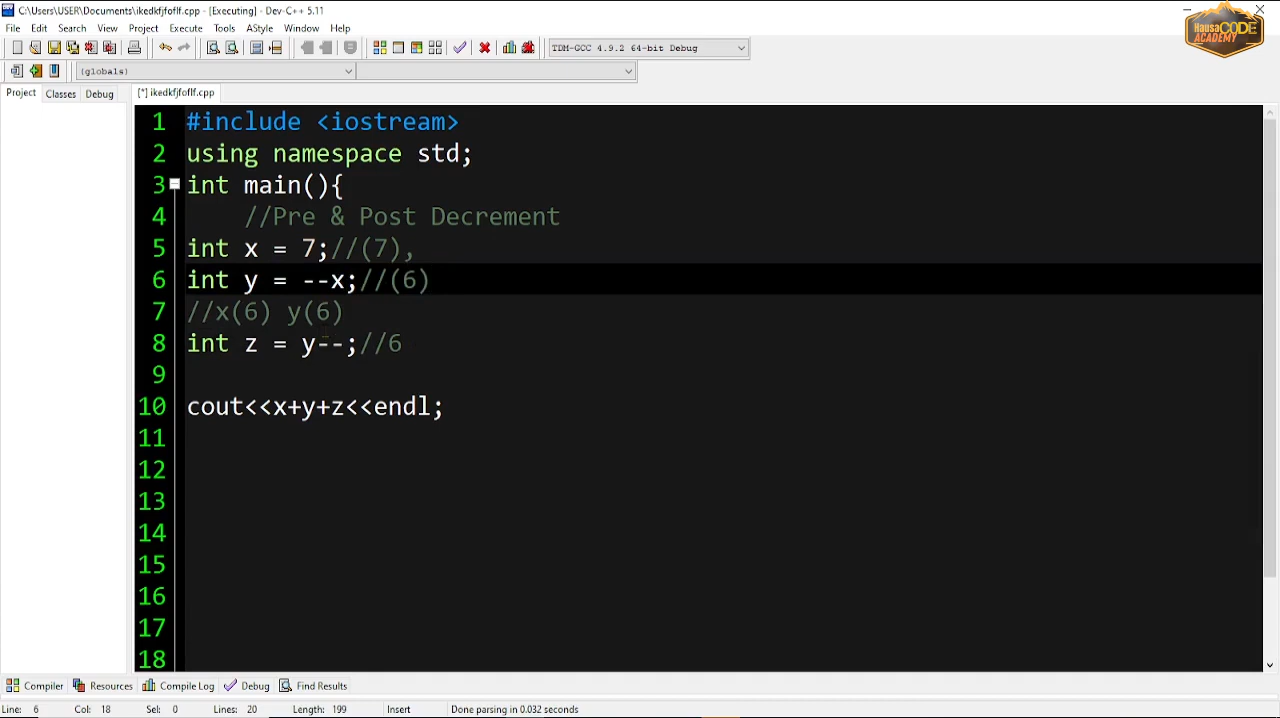 C:\Users\USER\Documents\ikedkfjfoflf.cpp - [Executing] - Dev-C++ 5.11
File Edit Search View Project Execute Tools AStyle Window Help
HausaCODE
ACADEMY
TDM-GCC 4.9.2 64-bit Debug
(globals)
Project Classes Debug [*] ikedkfjfoflf.cpp
1 #include <iostream>
2 using namespace std;
3 int main(){
4 //Pre & Post Decrement
5 int x = 7;//(7),
6 int y = --x;//(6)
7 //x(6) y(6)
8 int z = y--;//6
9
10 cout<<x+y+z<<endl;
11
12
13
14
15
16
17
18
Compiler Resources Compile Log Debug Find Results
Line: 6 Col: 18 Sel: 0 Lines: 20 Length: 199 Insert Done parsing in 0.032 seconds